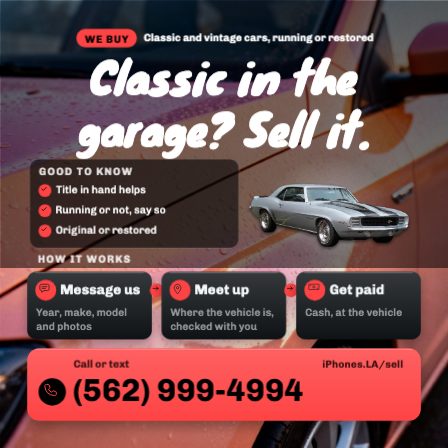 WE BUY Classic and vintage cars, running or restored
Classic in the
garage? Sell it.
GOOD TO KNOW
Title in hand helps
Running or not, say so
Original or restored
HOW IT WORKS
Message us
Year, make, model
and photos
Meet up
Where the vehicle is,
checked with you
Get paid
Cash, at the vehicle
Call or text
iPhones.LA/sell
(562) 999-4994